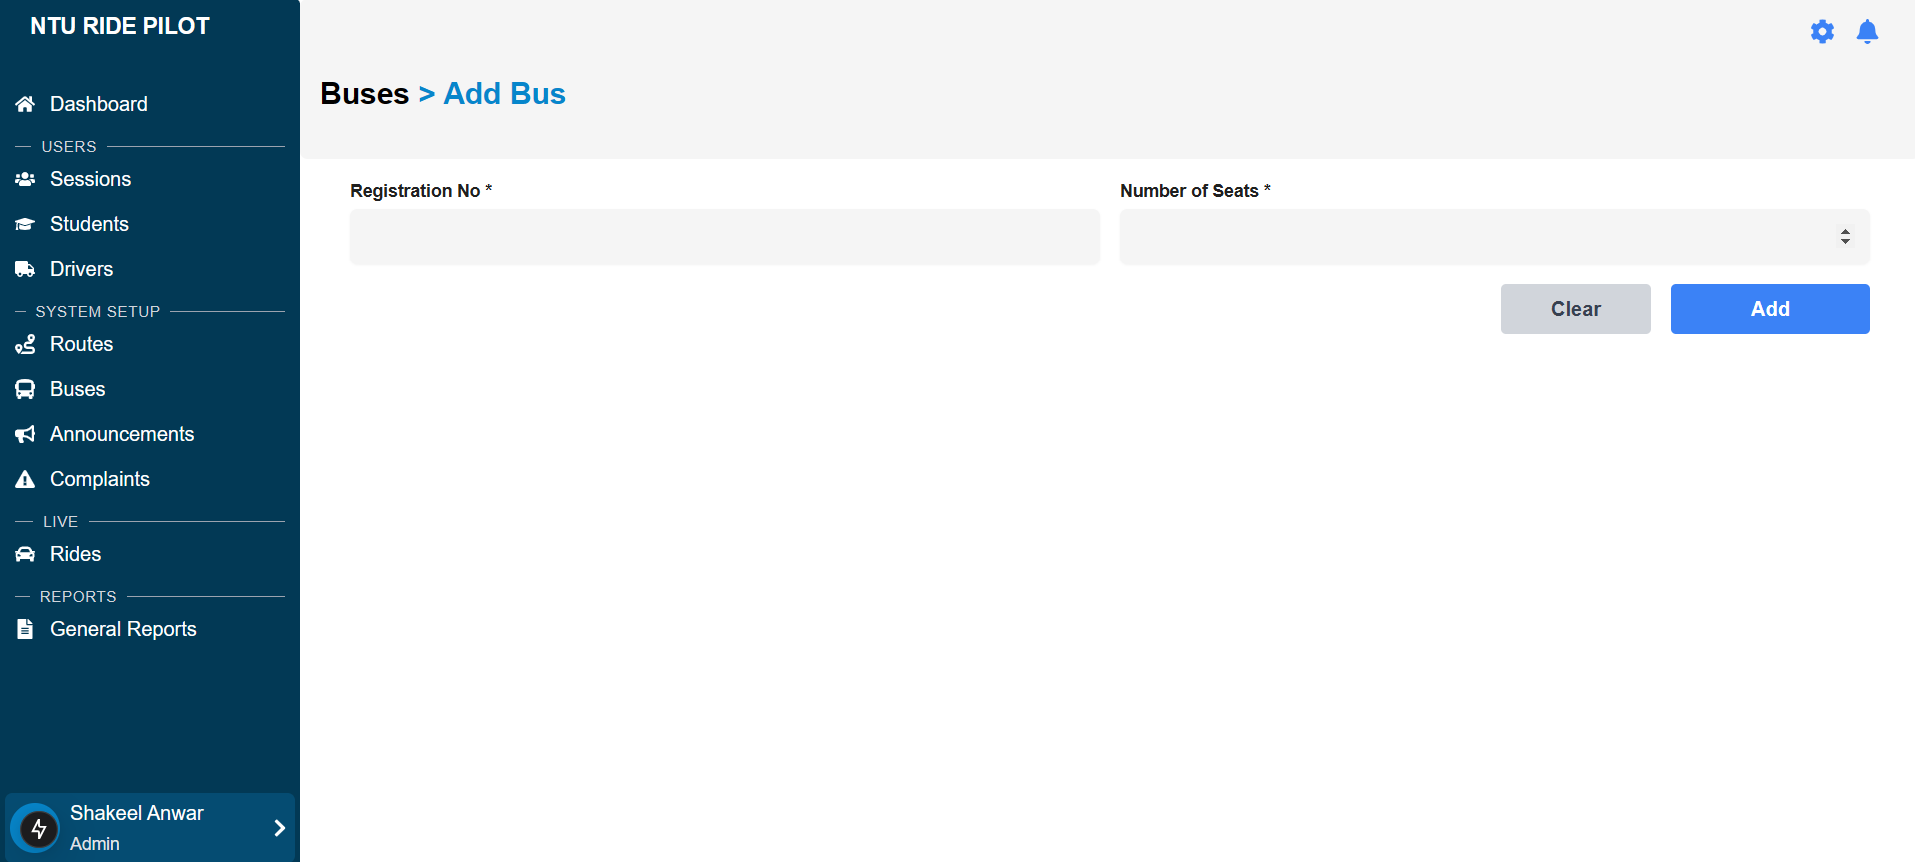 NTU RIDE PILOT
Dashboard
USERS
Sessions
Students
Drivers
SYSTEM SETUP
Routes
Buses
Announcements
Complaints
LIVE
Rides
REPORTS
General Reports
Shakeel Anwar
Admin
Buses > Add Bus
Registration No *
Number of Seats *
Clear
Add